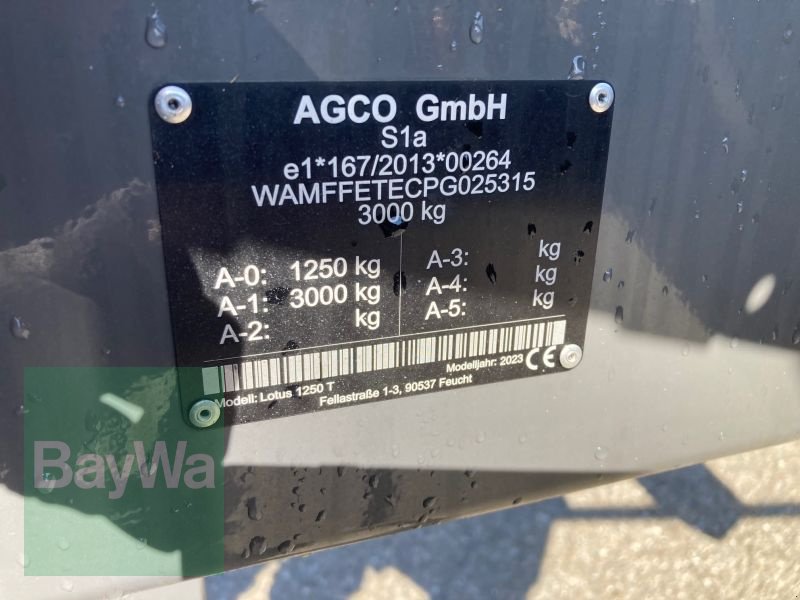 AGCO GmbH
S1a
e1*167/2013*00264
WAMFFETECPG025315
3000 kg
A-0: 1250 kg
A-1: 3000 kg
A-2: kg
A-3: kg
A-4: kg
A-5: kg
Modell: Lotus 1250 T
Modelljahr: 2023 CE
Fellastraße 1-3, 90537 Feucht
BayWa